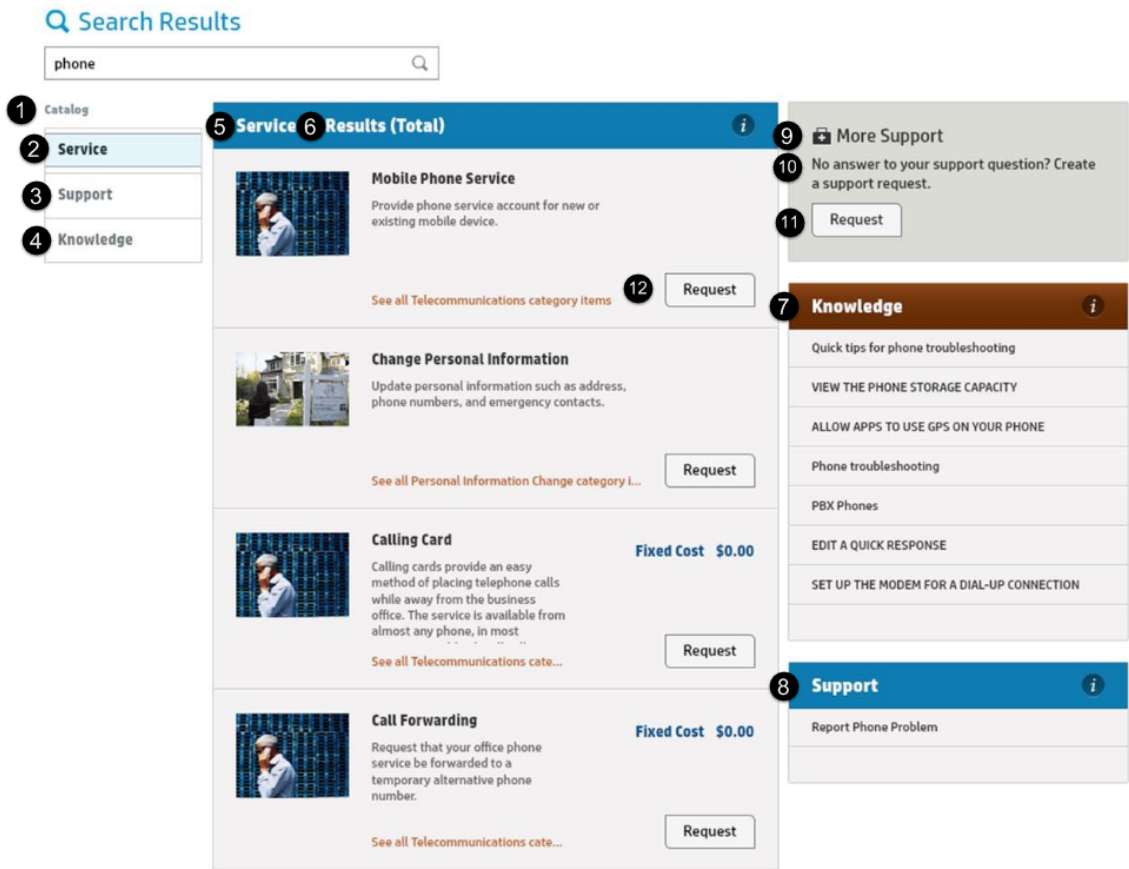 Search Results
phone
1 Catalog
2 Service
3 Support
4 Knowledge
5 Service 6 Results (Total) i
Mobile Phone Service
Provide phone service account for new or
existing mobile device.
See all Telecommunications category items
12 Request
Change Personal Information
Update personal information such as address,
phone numbers, and emergency contacts.
See all Personal Information Change category i...
Request
Calling Card
Fixed Cost $0.00
Calling cards provide an easy
method of placing telephone calls
while away from the business
office. The service is available from
almost any phone, in most
See all Telecommunications cate...
Request
Call Forwarding
Fixed Cost $0.00
Request that your office phone
service be forwarded to a
temporary alternative phone
number.
See all Telecommunications cate...
Request
9 More Support
10 No answer to your support question? Create
a support request.
11 Request
7 Knowledge i
Quick tips for phone troubleshooting
VIEW THE PHONE STORAGE CAPACITY
ALLOW APPS TO USE GPS ON YOUR PHONE
Phone troubleshooting
PBX Phones
EDIT A QUICK RESPONSE
SET UP THE MODEM FOR A DIAL-UP CONNECTION
8 Support i
Report Phone Problem